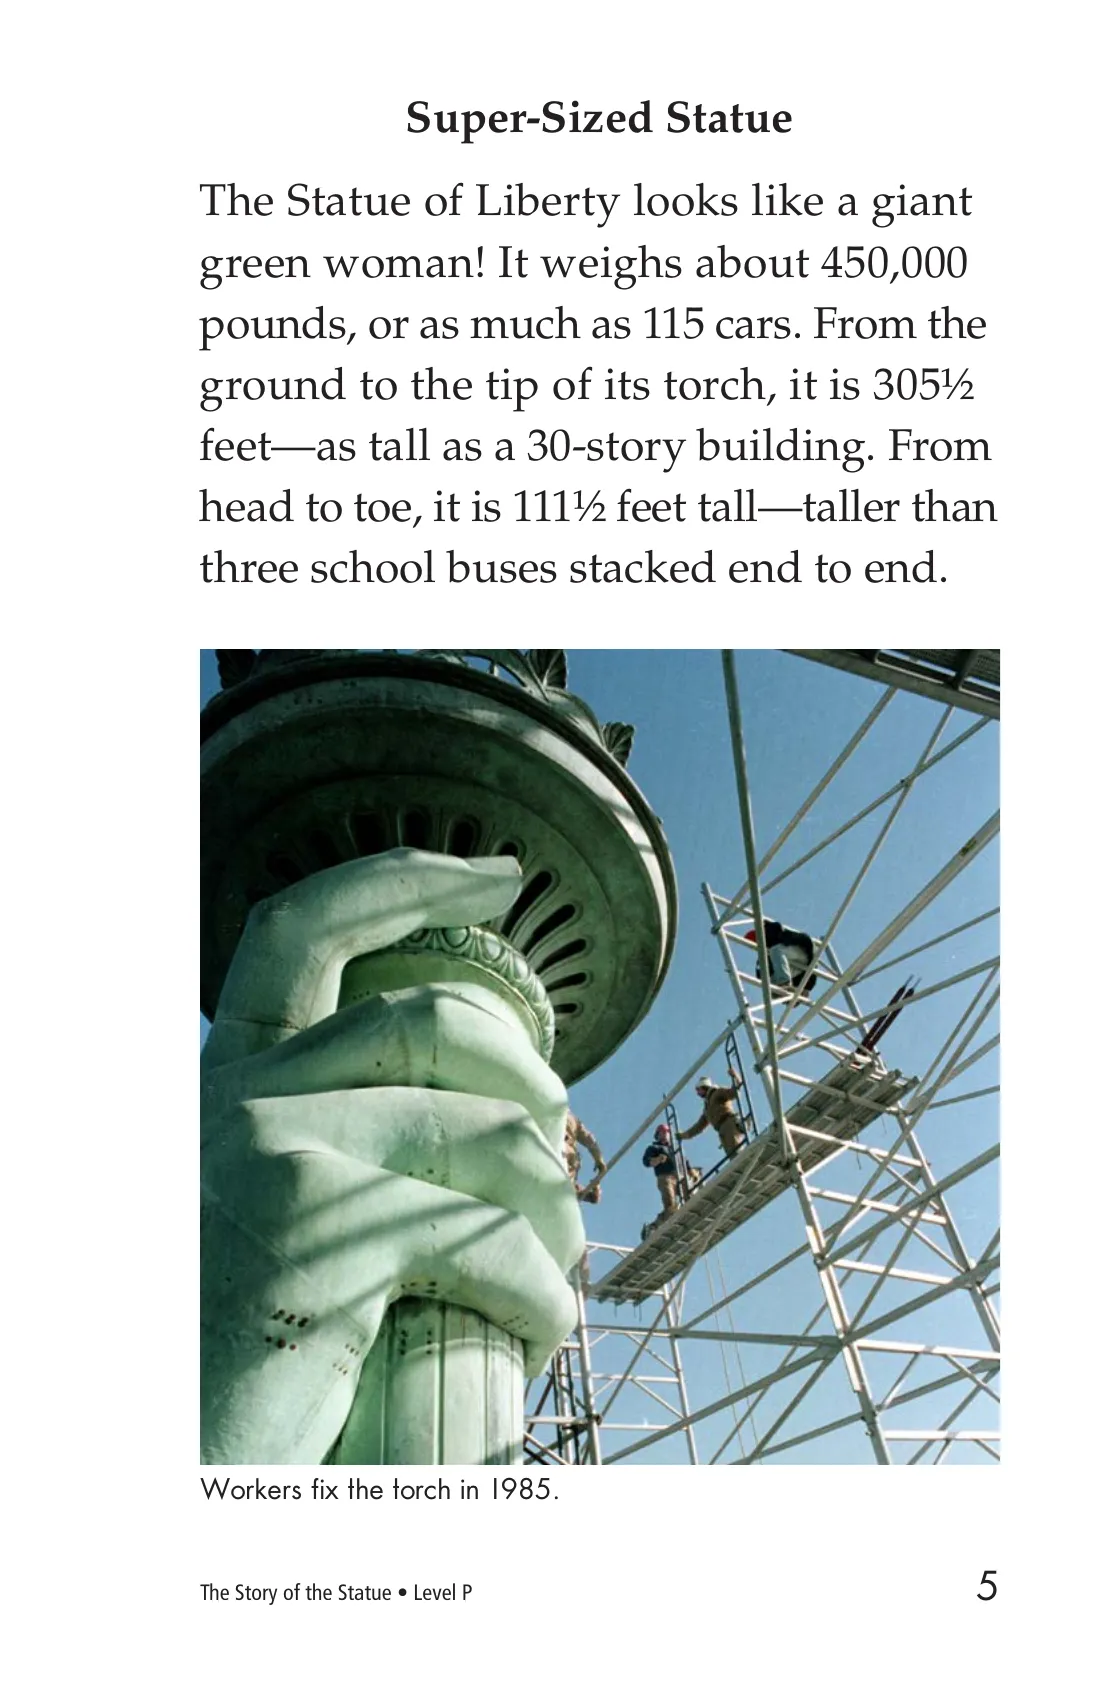 Super-Sized Statue
The Statue of Liberty looks like a giant
green woman! It weighs about 450,000
pounds, or as much as 115 cars. From the
ground to the tip of its torch, it is 305½
feet—as tall as a 30-story building. From
head to toe, it is 111½ feet tall—taller than
three school buses stacked end to end.
Workers fix the torch in 1985.
The Story of the Statue • Level P
5